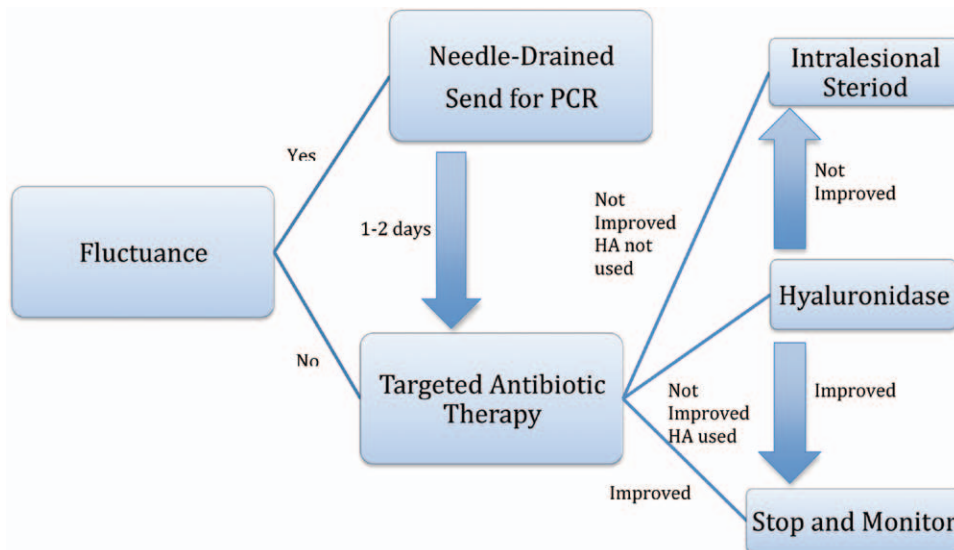 Needle-Drained
Send for PCR
Intralesional
Steriod
Yes
Not
Improved
1-2 days
Not
Improved
HA not
used
Fluctuance
Hyaluronidase
No
Targeted Antibiotic
Therapy
Not
Improved
HA used
Improved
Improved
Stop and Monitor